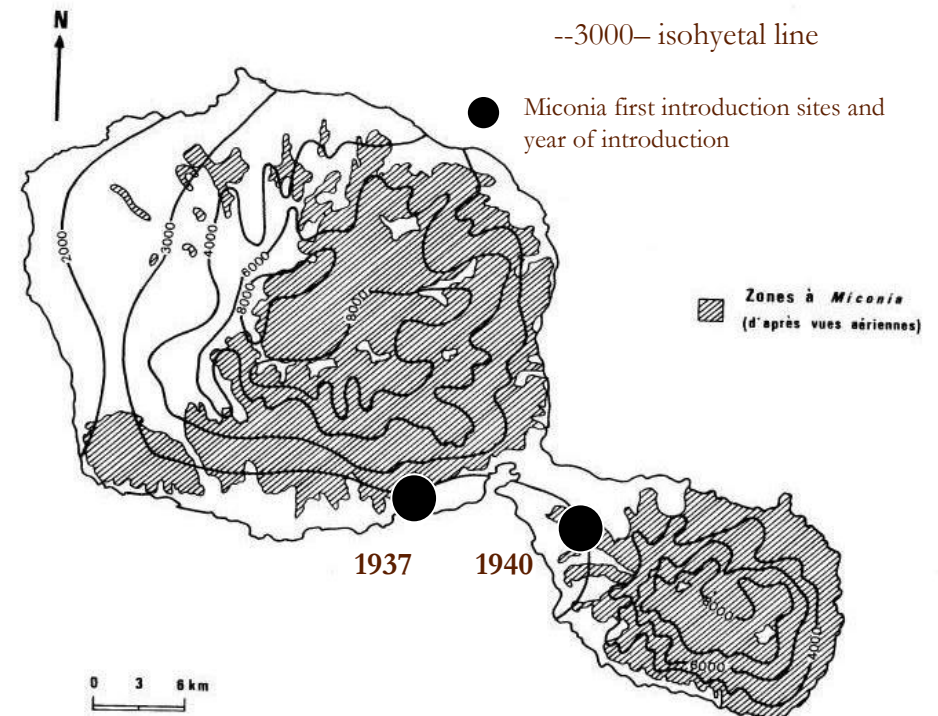 N
--3000– isohyetal line
Miconia first introduction sites and
year of introduction
2000
3000
4000
6000
8000
8000
Zones à Miconia
(d'après vues aériennes)
1937
1940
8000
4000
6000
0 3 6 km